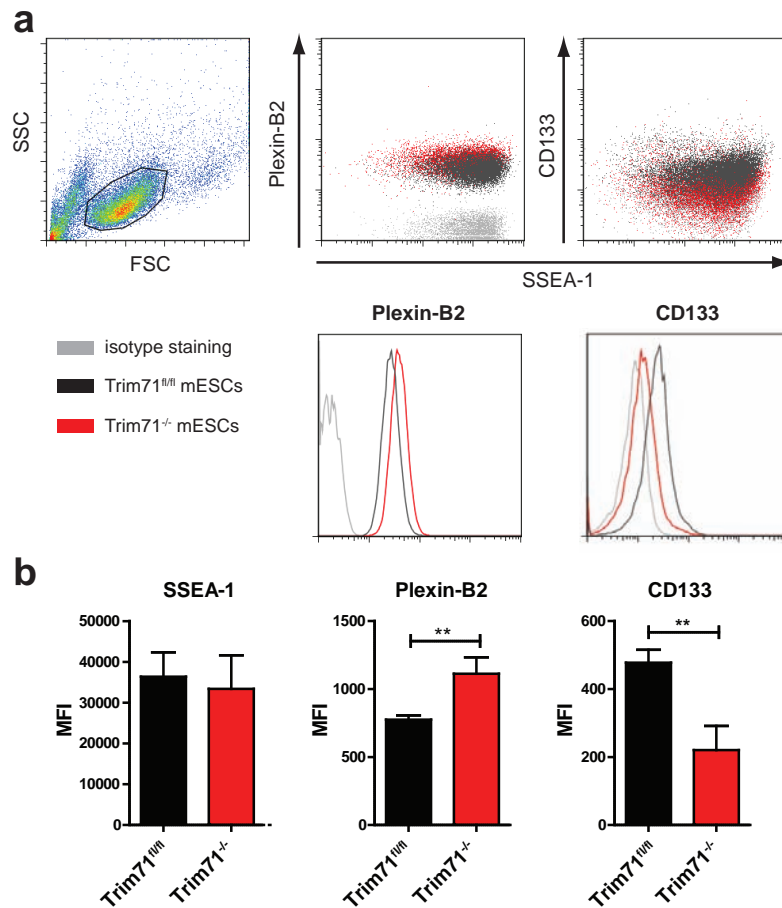 a
SSC
FSC
Plexin-B2
CD133
SSEA-1
isotype staining
Trim71fl/fl mESCs
Trim71-/- mESCs
Plexin-B2
CD133
b
SSEA-1
MFI
50000
40000
30000
20000
10000
0
Trim71fl/fl
Trim71-/-
Plexin-B2
MFI
1500
1000
500
0
**
Trim71fl/fl
Trim71-/-
CD133
MFI
600
400
200
0
**
Trim71fl/fl
Trim71-/-